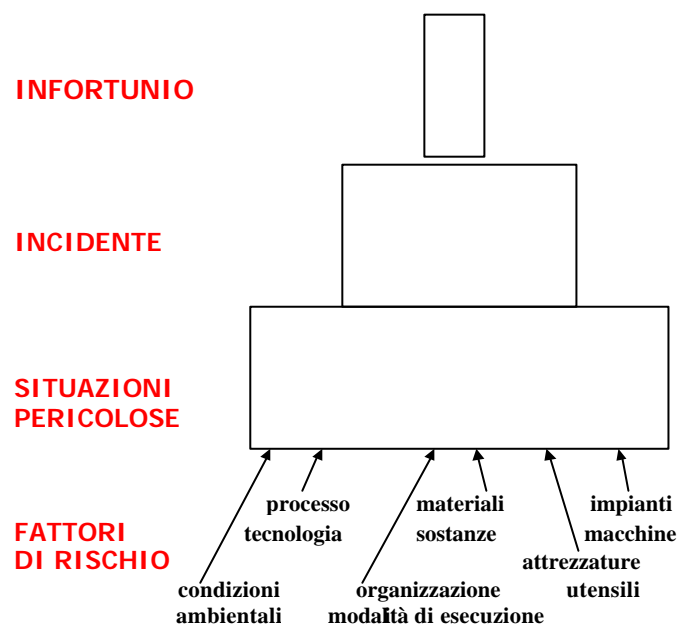 INFORTUNIO
INCIDENTE
SITUAZIONI
PERICOLOSE
FATTORI
DI RISCHIO
processo
tecnologia
materiali
sostanze
impianti
macchine
condizioni
ambientali
organizzazione
modalità di esecuzione
attrezzature
utensili